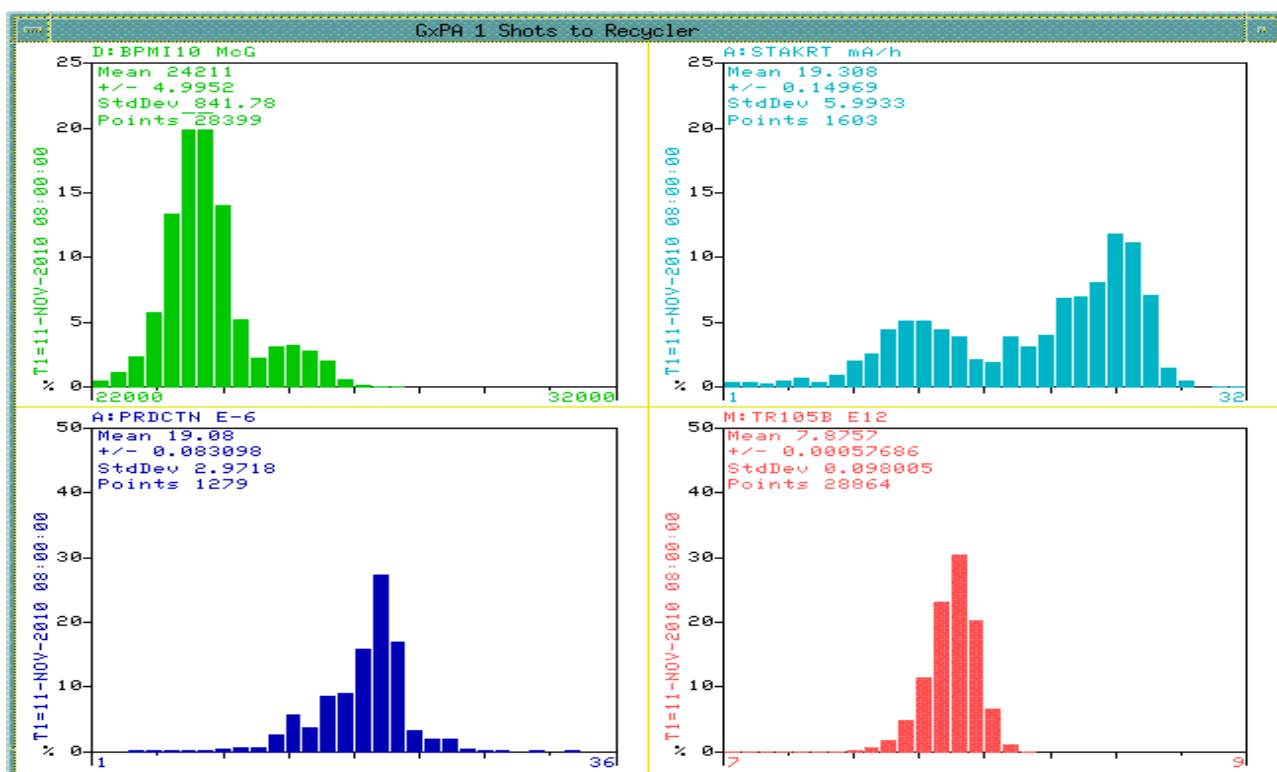 GxPA 1 Shots to Recycler
D:BPMI10 McG
25
Mean 24211
+/- 4.9952
StdDev 841.78
Points 28399
20
15
10
5
% 0
22000 32000
T1=11-NOV-2010 08:00:00
A:STAKRT mA/h
25
Mean 19.308
+/- 0.14969
StdDev 5.9933
Points 1603
20
15
10
5
% 0
1 32
T1=11-NOV-2010 08:00:00
A:PRDCTN E-6
50
Mean 19.08
+/- 0.083098
StdDev 2.9718
Points 1279
40
30
20
10
% 0
1 36
T1=11-NOV-2010 08:00:00
M:TR105B E12
50
Mean 7.8757
+/- 0.00057686
StdDev 0.098005
Points 28864
40
30
20
10
% 0
7 9
T1=11-NOV-2010 08:00:00